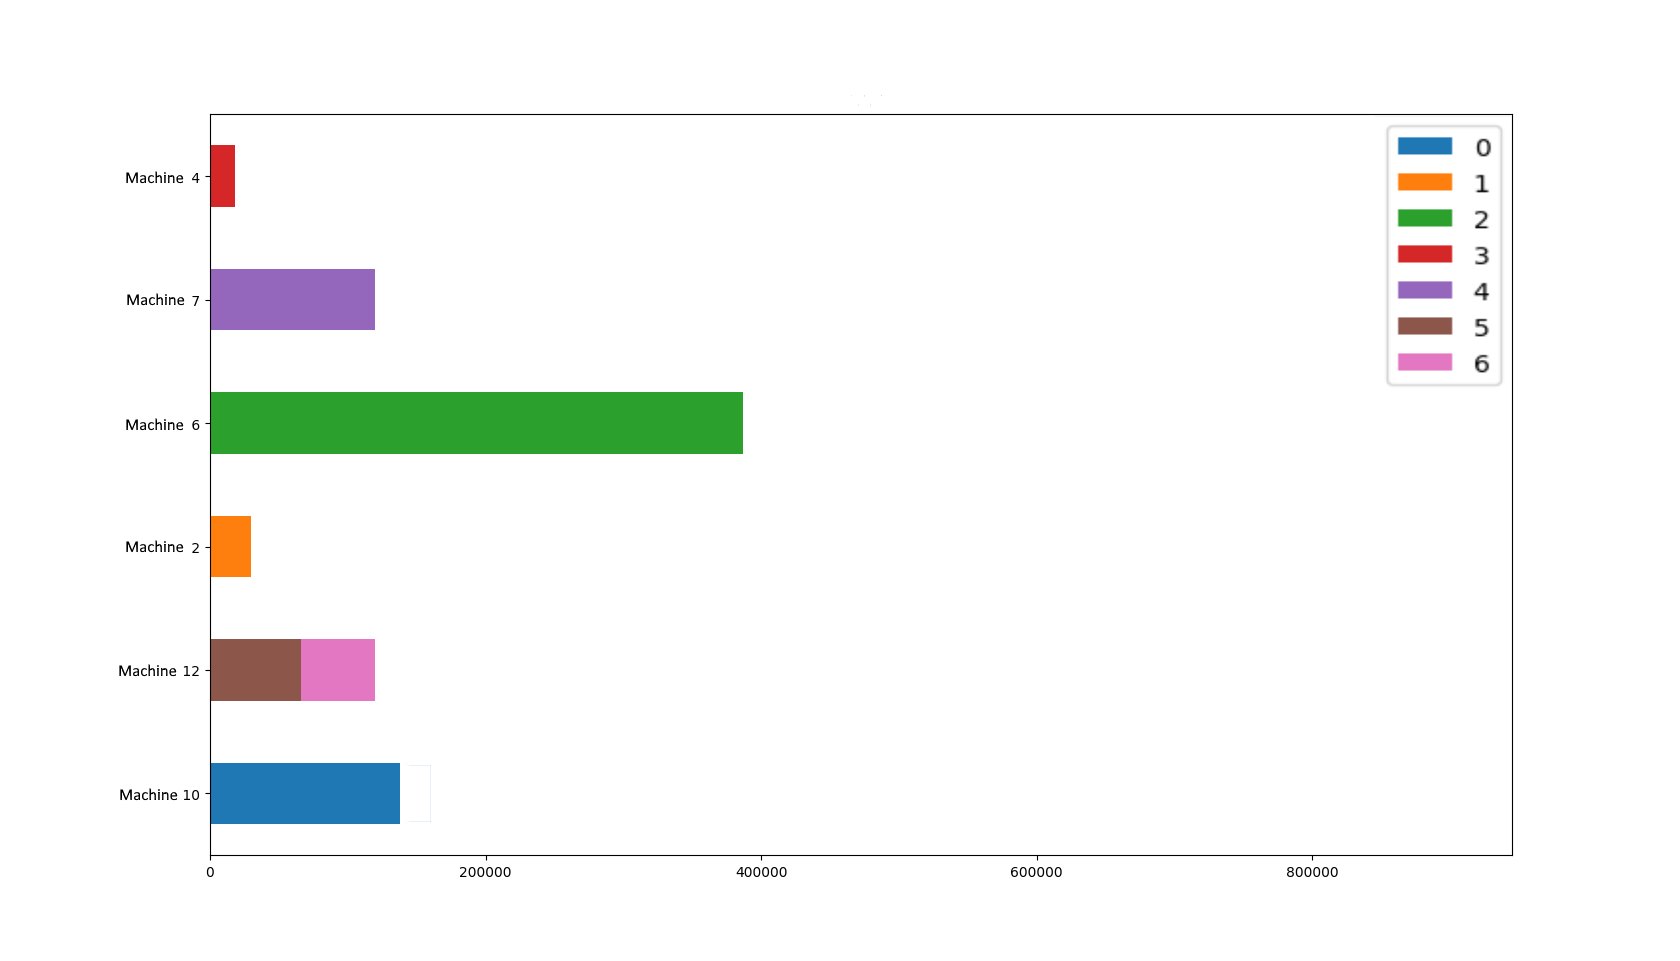 Machine 4
Machine 7
Machine 6
Machine 2
Machine 12
Machine 10
0 200000 400000 600000 800000
0
1
2
3
4
5
6